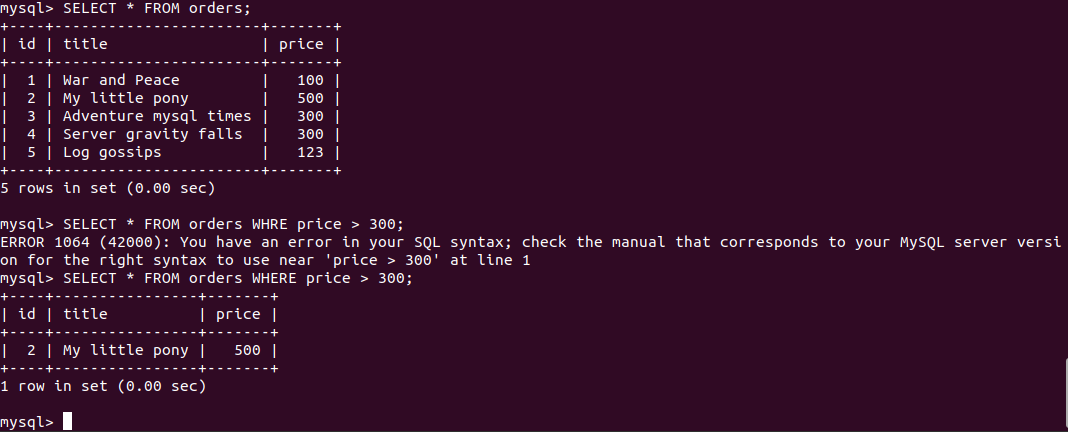 mysql> SELECT * FROM orders;
+----+-----------------------+-------+
| id | title                 | price |
+----+-----------------------+-------+
|  1 | War and Peace         |   100 |
|  2 | My little pony        |   500 |
|  3 | Adventure mysql times |   300 |
|  4 | Server gravity falls  |   300 |
|  5 | Log gossips           |   123 |
+----+-----------------------+-------+
5 rows in set (0.00 sec)

mysql> SELECT * FROM orders WHRE price > 300;
ERROR 1064 (42000): You have an error in your SQL syntax; check the manual that corresponds to your MySQL server versi
on for the right syntax to use near 'price > 300' at line 1
mysql> SELECT * FROM orders WHERE price > 300;
+----+----------------+-------+
| id | title          | price |
+----+----------------+-------+
|  2 | My little pony |   500 |
+----+----------------+-------+
1 row in set (0.00 sec)

mysql>